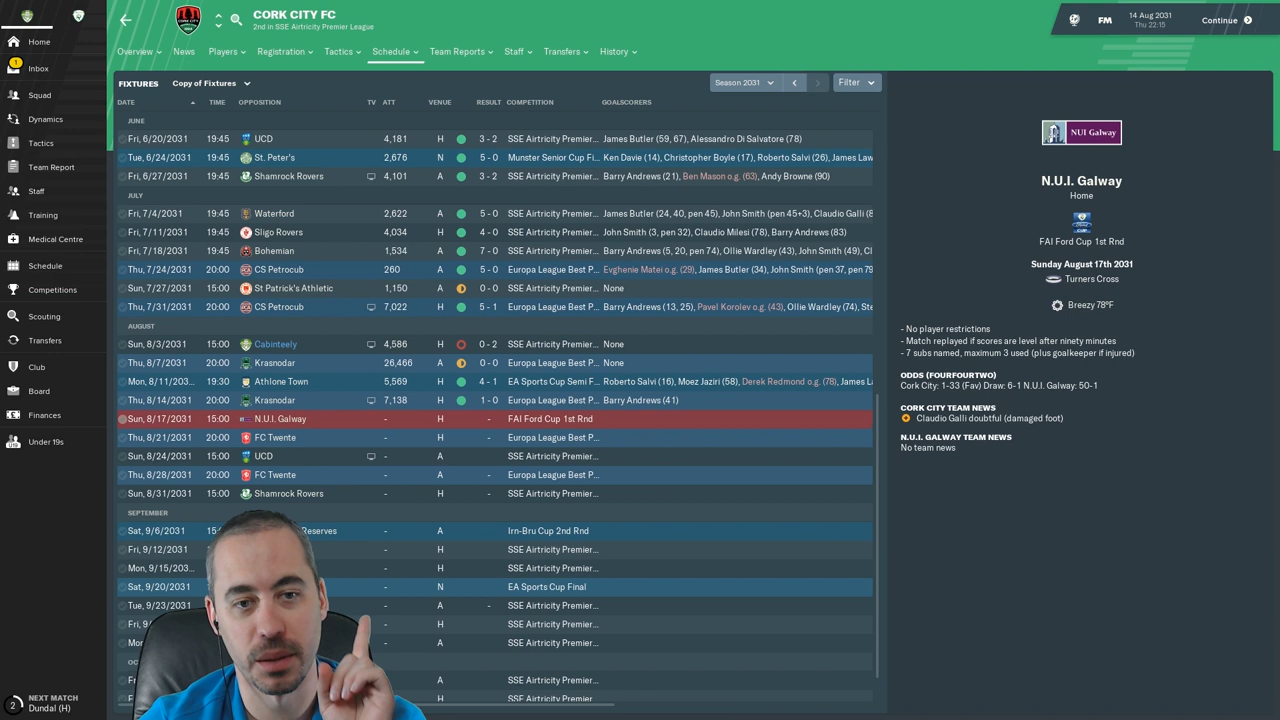 CORK CITY FC
2nd in SSE Airtricity Premier League
FM
14 Aug 2031
Thu 22:15
Continue
Overview
News
Players
Registration
Tactics
Schedule
Team Reports
Staff
Transfers
History
Home
1
Inbox
Squad
Dynamics
Tactics
Team Report
Staff
Training
Medical Centre
Schedule
Competitions
Scouting
Transfers
Club
Board
Finances
Under 19s
2
NEXT MATCH
Dundal (H)
FIXTURES
Copy of Fixtures
Season 2031
Filter
DATE TIME OPPOSITION TV ATT VENUE RESULT COMPETITION GOALSCORERS
JUNE
Fri, 6/20/2031 19:45 UCD 4,181 H 3 - 2 SSE Airtricity Premier... James Butler (59, 67), Alessandro Di Salvatore (78)
Tue, 6/24/2031 19:45 St. Peter's 2,676 N 5 - 0 Munster Senior Cup Fi... Ken Davie (14), Christopher Boyle (17), Roberto Salvi (26), James Law
Fri, 6/27/2031 19:45 Shamrock Rovers 4,101 A 3 - 2 SSE Airtricity Premier... Barry Andrews (21), Ben Mason o.g. (63), Andy Browne (90)
JULY
Fri, 7/4/2031 19:45 Waterford 2,622 A 5 - 0 SSE Airtricity Premier... James Butler (24, 40, pen 45), John Smith (pen 45+3), Claudio Galli (8
Fri, 7/11/2031 19:45 Sligo Rovers 4,034 H 4 - 0 SSE Airtricity Premier... John Smith (3, pen 32), Claudio Milesi (78), Barry Andrews (83)
Fri, 7/18/2031 19:45 Bohemian 1,534 A 7 - 0 SSE Airtricity Premier... Barry Andrews (5, 20, pen 74), Ollie Wardley (43), John Smith (49), Cl
Thu, 7/24/2031 20:00 CS Petrocub 260 A 5 - 0 Europa League Best P... Evghenie Matei o.g. (29), James Butler (34), John Smith (pen 37, pen 79
Sun, 7/27/2031 15:00 St Patrick's Athletic 1,150 A 0 - 0 SSE Airtricity Premier... None
Thu, 7/31/2031 20:00 CS Petrocub 7,022 H 5 - 1 Europa League Best P... Barry Andrews (13, 25), Pavel Korolev o.g. (43), Ollie Wardley (74), Ste
AUGUST
Sun, 8/3/2031 15:00 Cabinteely 4,586 H 0 - 2 SSE Airtricity Premier... None
Thu, 8/7/2031 20:00 Krasnodar 26,466 A 0 - 0 Europa League Best P... None
Mon, 8/11/203... 19:30 Athlone Town 5,569 H 4 - 1 EA Sports Cup Semi F... Roberto Salvi (16), Moez Jaziri (58), Derek Redmond o.g. (78), James L
Thu, 8/14/2031 20:00 Krasnodar 7,138 H 1 - 0 Europa League Best P... Barry Andrews (41)
Sun, 8/17/2031 15:00 N.U.I. Galway - H - FAI Ford Cup 1st Rnd
Thu, 8/21/2031 20:00 FC Twente - H - Europa League Best P...
Sun, 8/24/2031 15:00 UCD - A - SSE Airtricity Premier...
Thu, 8/28/2031 20:00 FC Twente - A - Europa League Best P...
Sun, 8/31/2031 15:00 Shamrock Rovers - H - SSE Airtricity Premier...
SEPTEMBER
Sat, 9/6/2031 Reserves - A Irn-Bru Cup 2nd Rnd
Fri, 9/12/2031 - H SSE Airtricity Premier...
Mon, 9/15/203... - H SSE Airtricity Premier...
Sat, 9/20/2031 - N EA Sports Cup Final
Tue, 9/23/2031 - A - SSE Airtricity Premier...
Fri, 9/ - H SSE Airtricity Premier...
- A SSE Airtricity Premier...
- A SSE Airtricity Premier...
- H SSE Airtricity Premier...
NUI Galway
N.U.I. Galway
Home
FAI Ford Cup 1st Rnd
Sunday August 17th 2031
Turners Cross
Breezy 78°F
- No player restrictions
- Match replayed if scores are level after ninety minutes
- 7 subs named, maximum 3 used (plus goalkeeper if injured)
ODDS (FOURFOURTWO)
Cork City: 1-33 (Fav) Draw: 6-1 N.U.I. Galway: 50-1
CORK CITY TEAM NEWS
Claudio Galli doubtful (damaged foot)
N.U.I. GALWAY TEAM NEWS
No team news